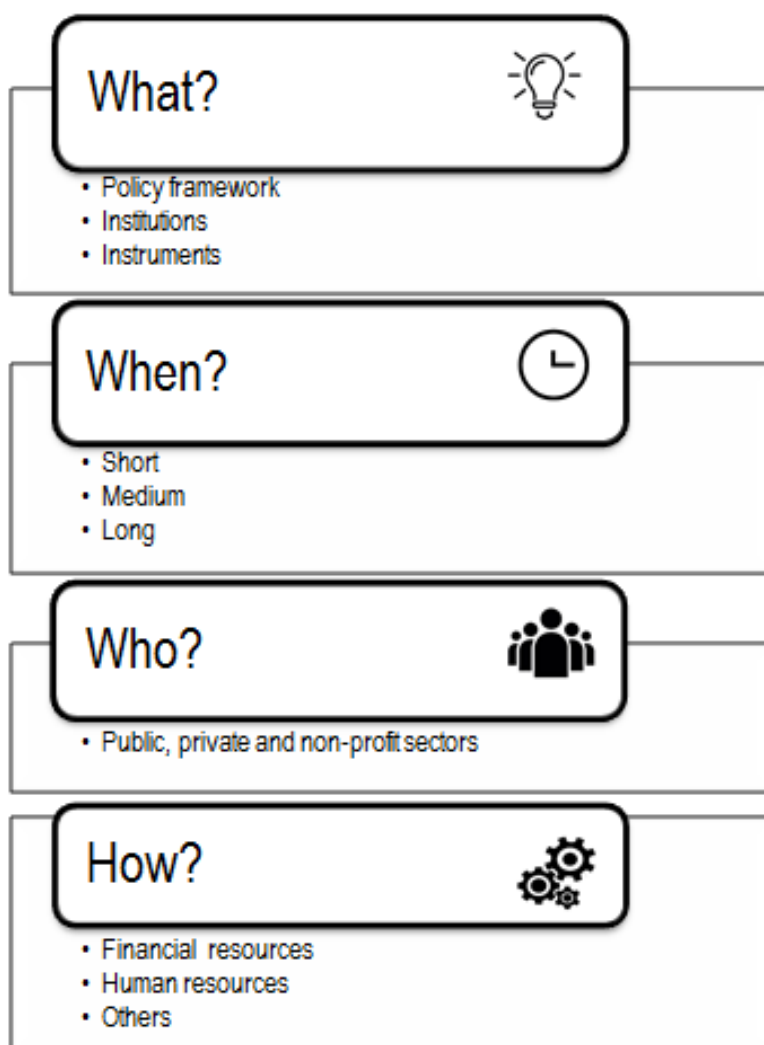 What?
• Policy framework
• Institutions
• Instruments
When?
• Short
• Medium
• Long
Who?
• Public, private and non-profit sectors
How?
• Financial resources
• Human resources
• Others